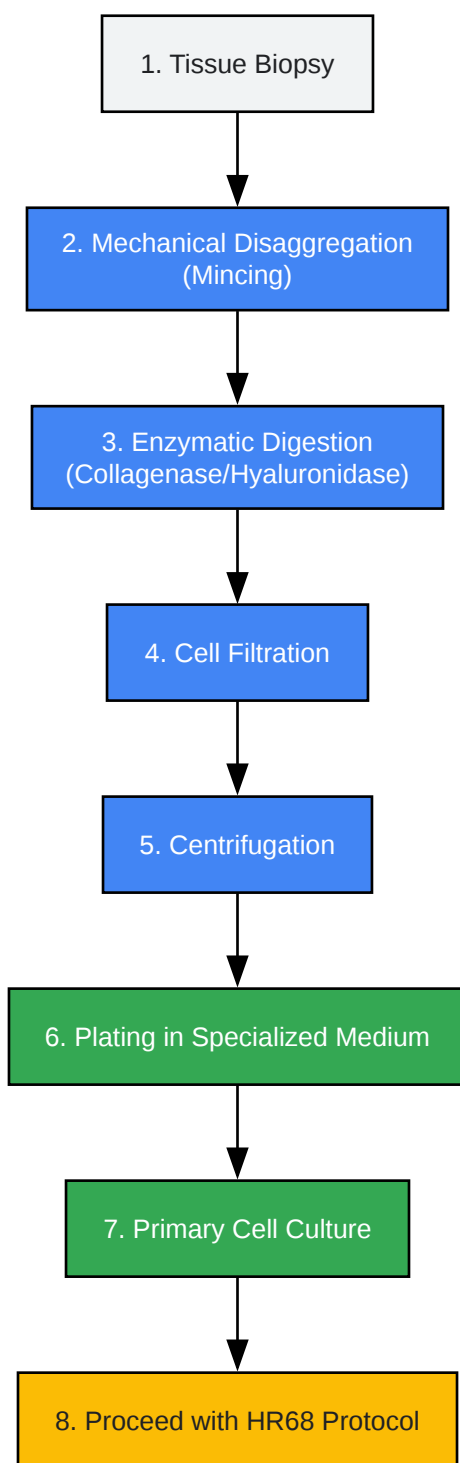 1. Tissue Biopsy
2. Mechanical Disaggregation
(Mincing)
3. Enzymatic Digestion
(Collagenase/Hyaluronidase)
4. Cell Filtration
5. Centrifugation
6. Plating in Specialized Medium
7. Primary Cell Culture
8. Proceed with HR68 Protocol